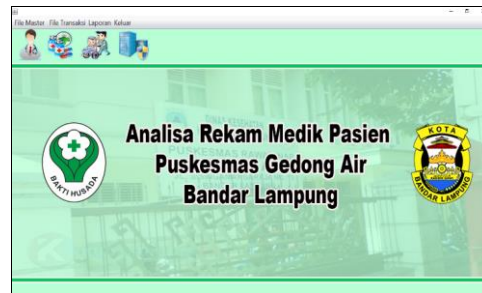 File Master File Transaksi Laporan Keluar
PUSKESMAS
Analisa Rekam Medik Pasien
Puskesmas Gedong Air
Bandar Lampung
BAKTI HUSADA
KOTA
BANDAR LAMPUNG